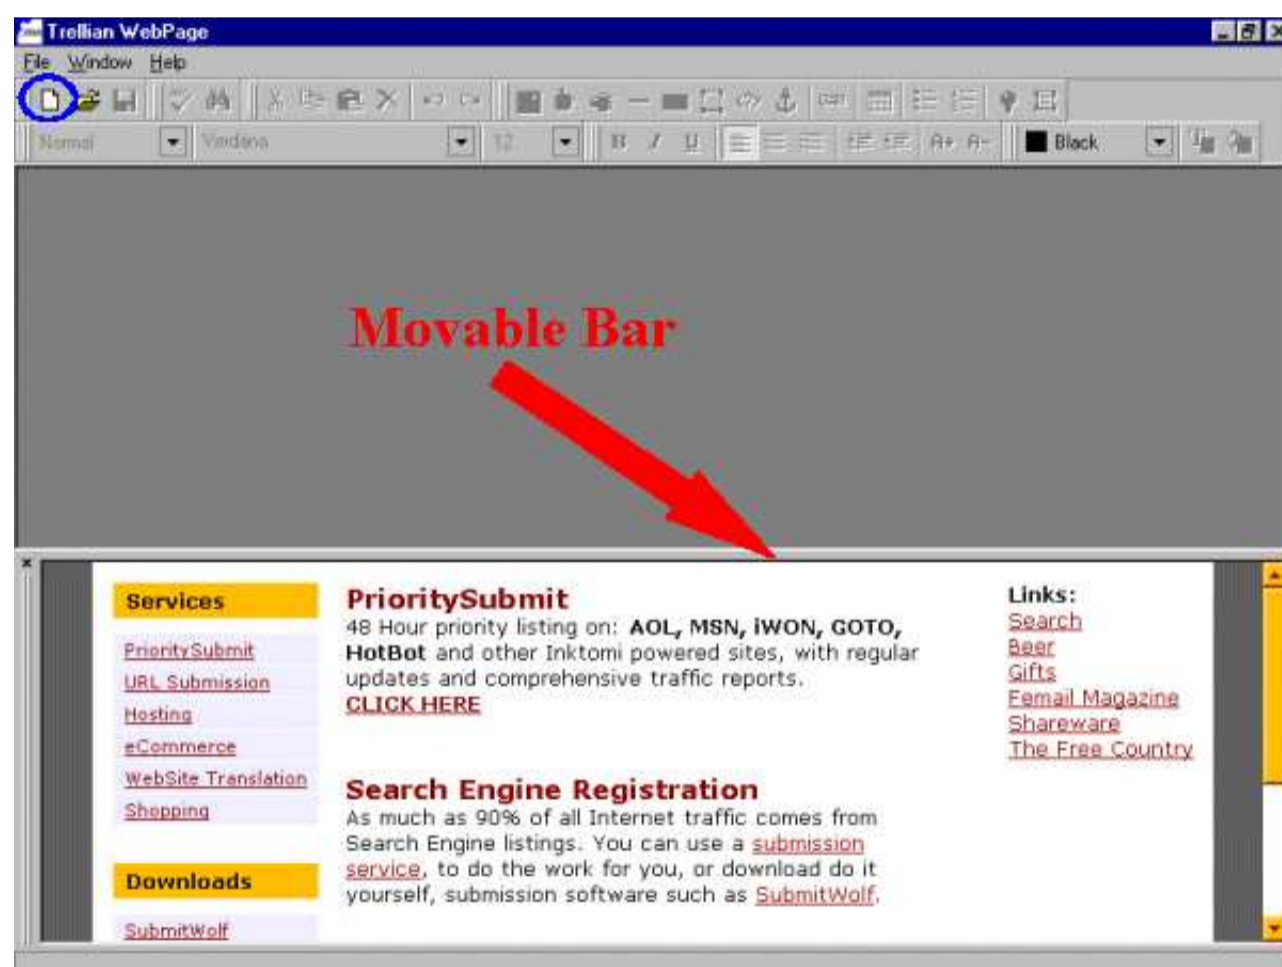 Trellian WebPage
File Window Help
Normal Verdana 12 B I U A+ A- Black
Movable Bar
Services
PrioritySubmit
URL Submission
Hosting
eCommerce
WebSite Translation
Shopping
Downloads
SubmitWolf
PrioritySubmit
48 Hour priority listing on: AOL, MSN, iWON, GOTO,
HotBot and other Inktomi powered sites, with regular
updates and comprehensive traffic reports.
CLICK HERE
Search Engine Registration
As much as 90% of all Internet traffic comes from
Search Engine listings. You can use a submission
service, to do the work for you, or download do it
yourself, submission software such as SubmitWolf.
Links:
Search
Beer
Gifts
Femail Magazine
Shareware
The Free Country